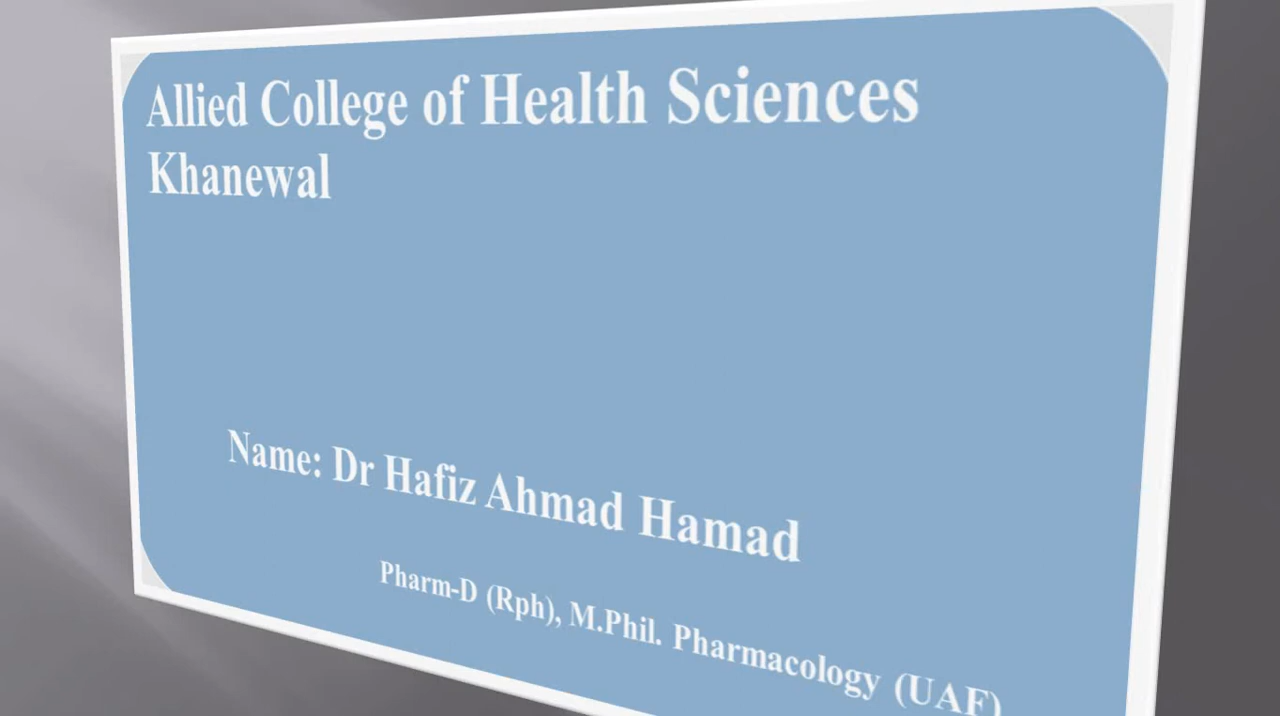 Allied College of Health Sciences
Khanewal
Name: Dr Hafiz Ahmad Hamad
Pharm-D (Rph), M.Phil. Pharmacology (UAF)